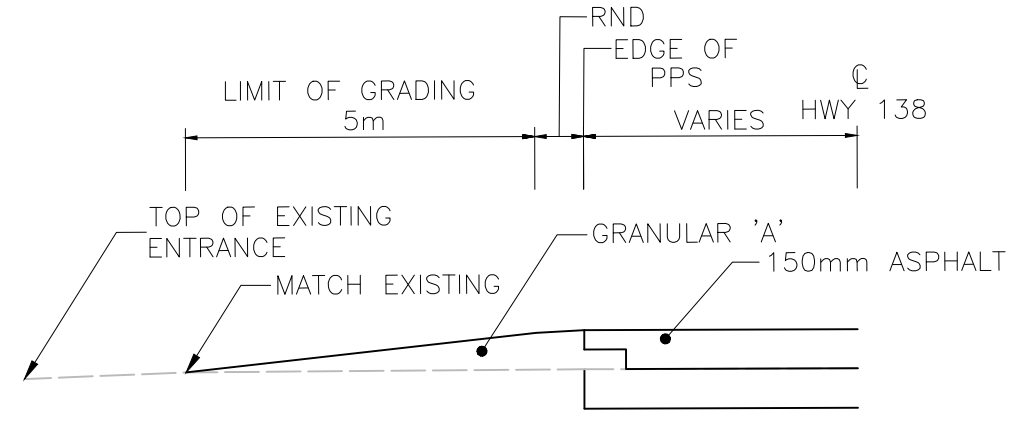 RND
EDGE OF
PPS
LIMIT OF GRADING
5m
VARIES
℄
HWY 138
TOP OF EXISTING
ENTRANCE
MATCH EXISTING
GRANULAR 'A'
150mm ASPHALT